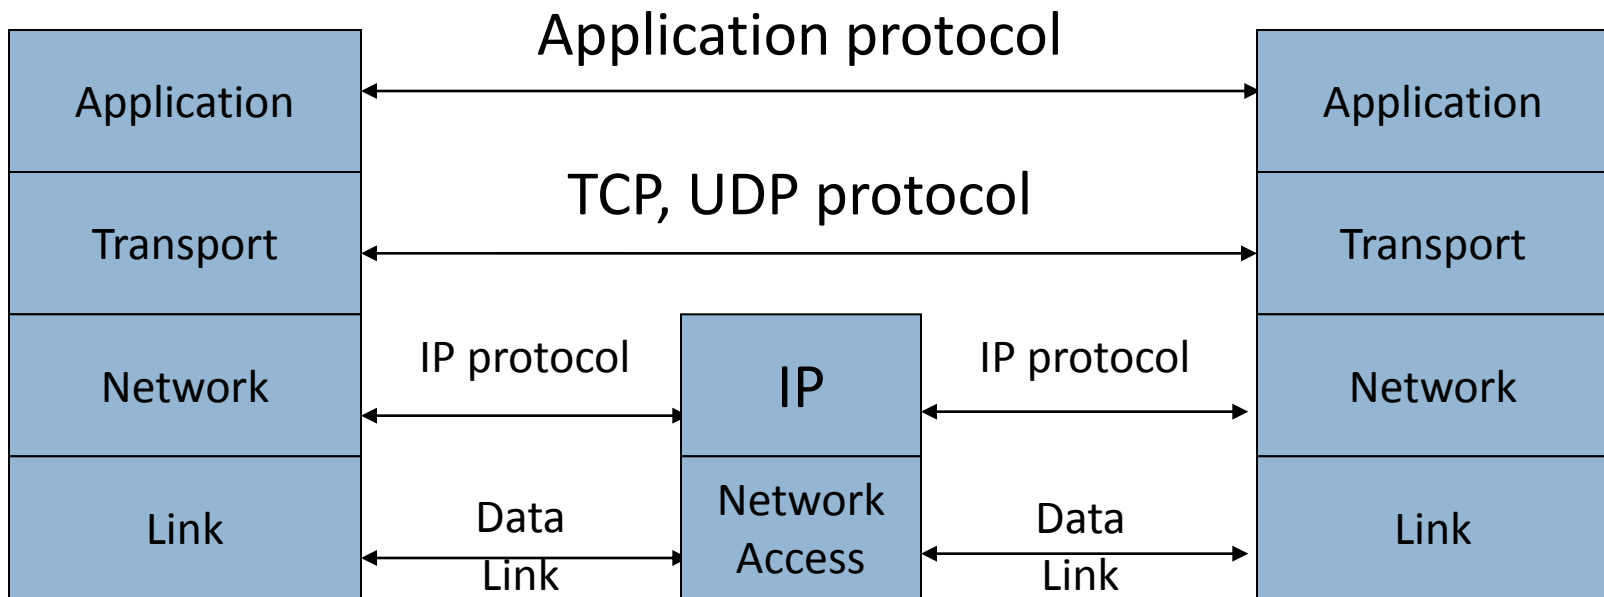 Application protocol
Application
Application
TCP, UDP protocol
Transport
Transport
IP protocol
IP
IP protocol
Network
Network
Data
Link
Network
Access
Data
Link
Link
Link